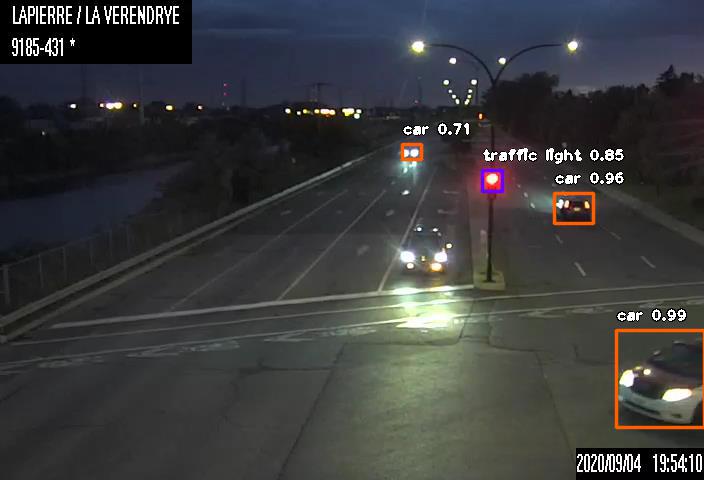 LAPIERRE / LA VERENDRYE
9185-431 *
car 0.71
traffic light 0.85
car 0.96
car 0.99
2020/09/04 19:54:10